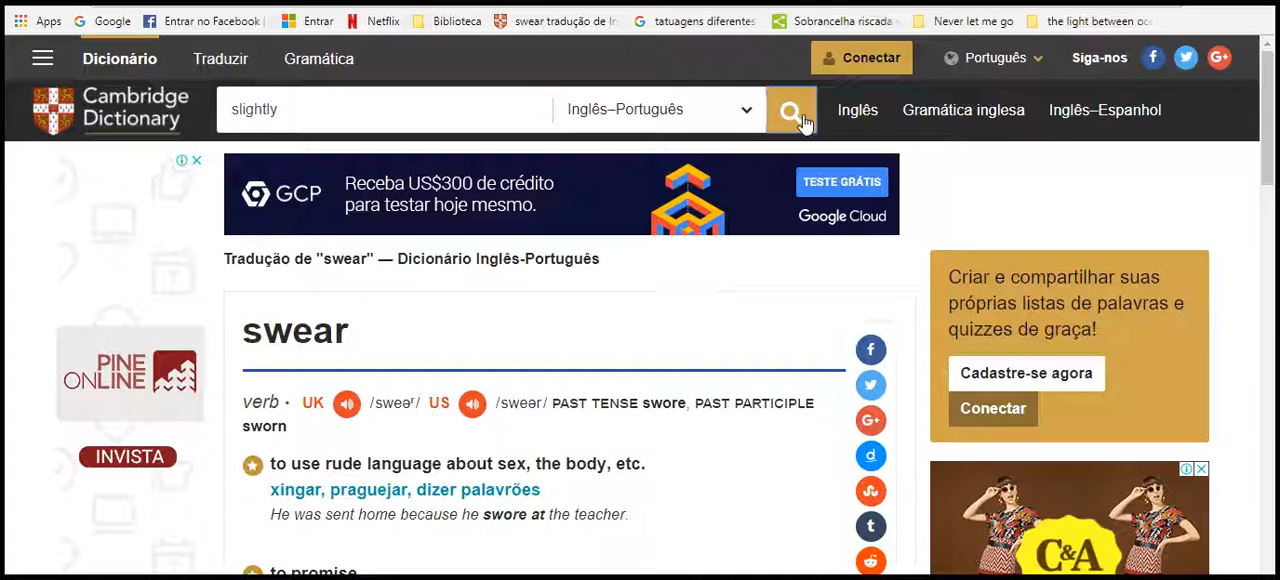 Apps Google Entrar no Facebook Entrar Netflix Biblioteca swear tradução de In tatuagens diferentes Sobrancelha riscada Never let me go the light between oce
Dicionário Traduzir Gramática Conectar Português Siga-nos
Cambridge Dictionary
slightly Inglês–Português Inglês Gramática inglesa Inglês–Espanhol
GCP
Receba US$300 de crédito
para testar hoje mesmo.
TESTE GRÁTIS
Google Cloud
Tradução de "swear" — Dicionário Inglês-Português
swear
verb · UK /sweəʳ/ US /sweər/ PAST TENSE swore, PAST PARTICIPLE
sworn
to use rude language about sex, the body, etc.
xingar, praguejar, dizer palavrões
He was sent home because he swore at the teacher.
to promise
PINE
ONLINE
INVISTA
Criar e compartilhar suas
próprias listas de palavras e
quizzes de graça!
Cadastre-se agora
Conectar
C&A